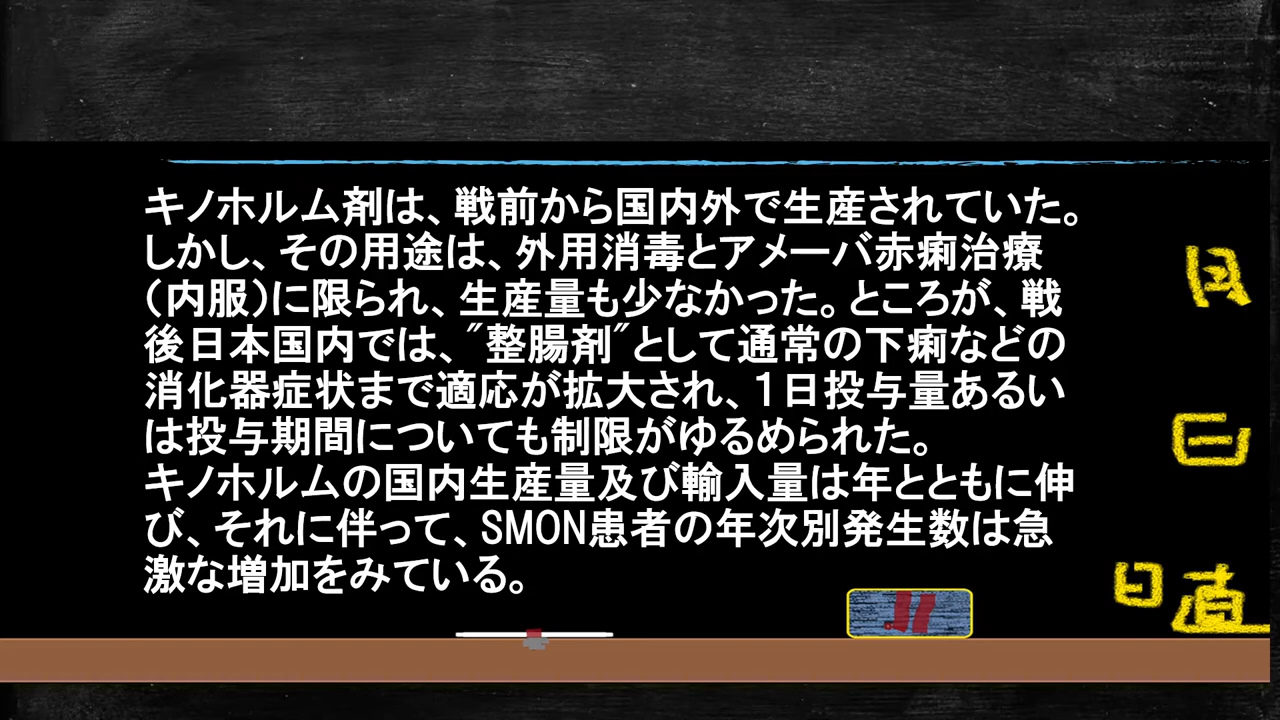 キノホルム剤は、戦前から国内外で生産されていた。
しかし、その用途は、外用消毒とアメーバ赤痢治療
（内服）に限られ、生産量も少なかった。ところが、戦
後日本国内では、"整腸剤"として通常の下痢などの
消化器症状まで適応が拡大され、１日投与量あるい
は投与期間についても制限がゆるめられた。
キノホルムの国内生産量及び輸入量は年とともに伸
び、それに伴って、SMON患者の年次別発生数は急
激な増加をみている。
月
日
日直